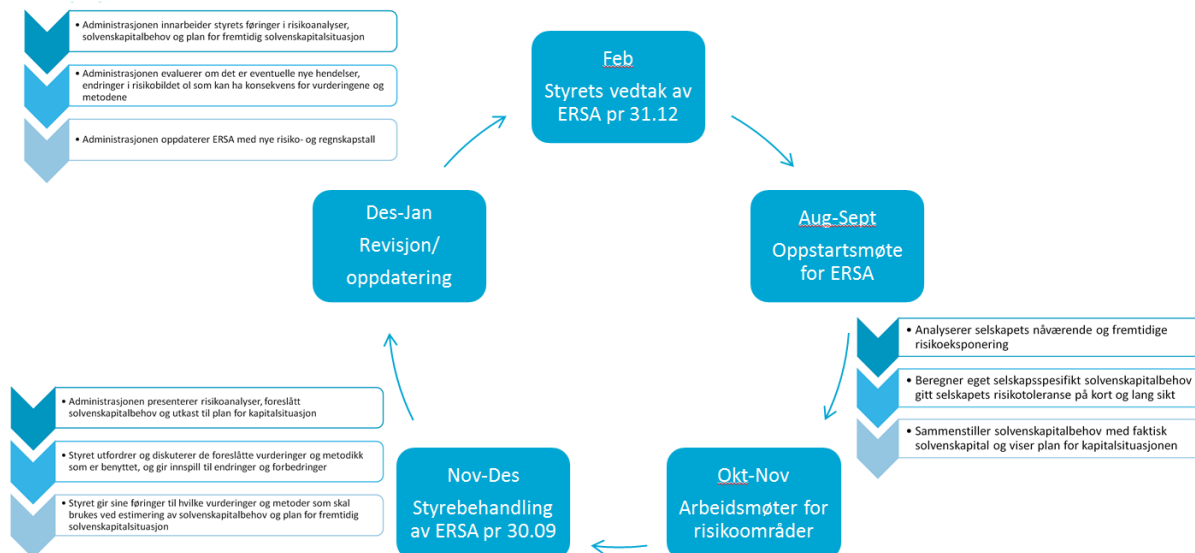 • Administrasjonen innarbeider styrets føringer i risikoanalyser,
solvenskapitalbehov og plan for fremtidig solvenskapitalsituasjon
• Administrasjonen evaluerer om det er eventuelle nye hendelser,
endringer i risikobildet ol som kan ha konsekvens for vurderingene og
metodene
• Administrasjonen oppdaterer ERSA med nye risiko- og regnskapstall
Feb
Styrets vedtak av
ERSA pr 31.12
Aug-Sept
Oppstartsmøte
for ERSA
• Analyserer selskapets nåværende og fremtidige
risikoeksponering
• Beregner eget selskapsspesifikt solvenskapitalbehov
gitt selskapets risikotoleranse på kort og lang sikt
• Sammenstiller solvenskapitalbehov med faktisk
solvenskapital og viser plan for kapitalsituasjonen
Okt-Nov
Arbeidsmøter for
risikoområder
Nov-Des
Styrebehandling
av ERSA pr 30.09
• Administrasjonen presenterer risikoanalyser, foreslått
solvenskapitalbehov og utkast til plan for kapitalsituasjon
• Styret utfordrer og diskuterer de foreslåtte vurderinger og metodikk
som er benyttet, og gir innspill til endringer og forbedringer
• Styret gir sine føringer til hvilke vurderinger og metoder som skal
brukes ved estimering av solvenskapitalbehov og plan for fremtidig
solvenskapitalsituasjon
Des-Jan
Revisjon/
oppdatering